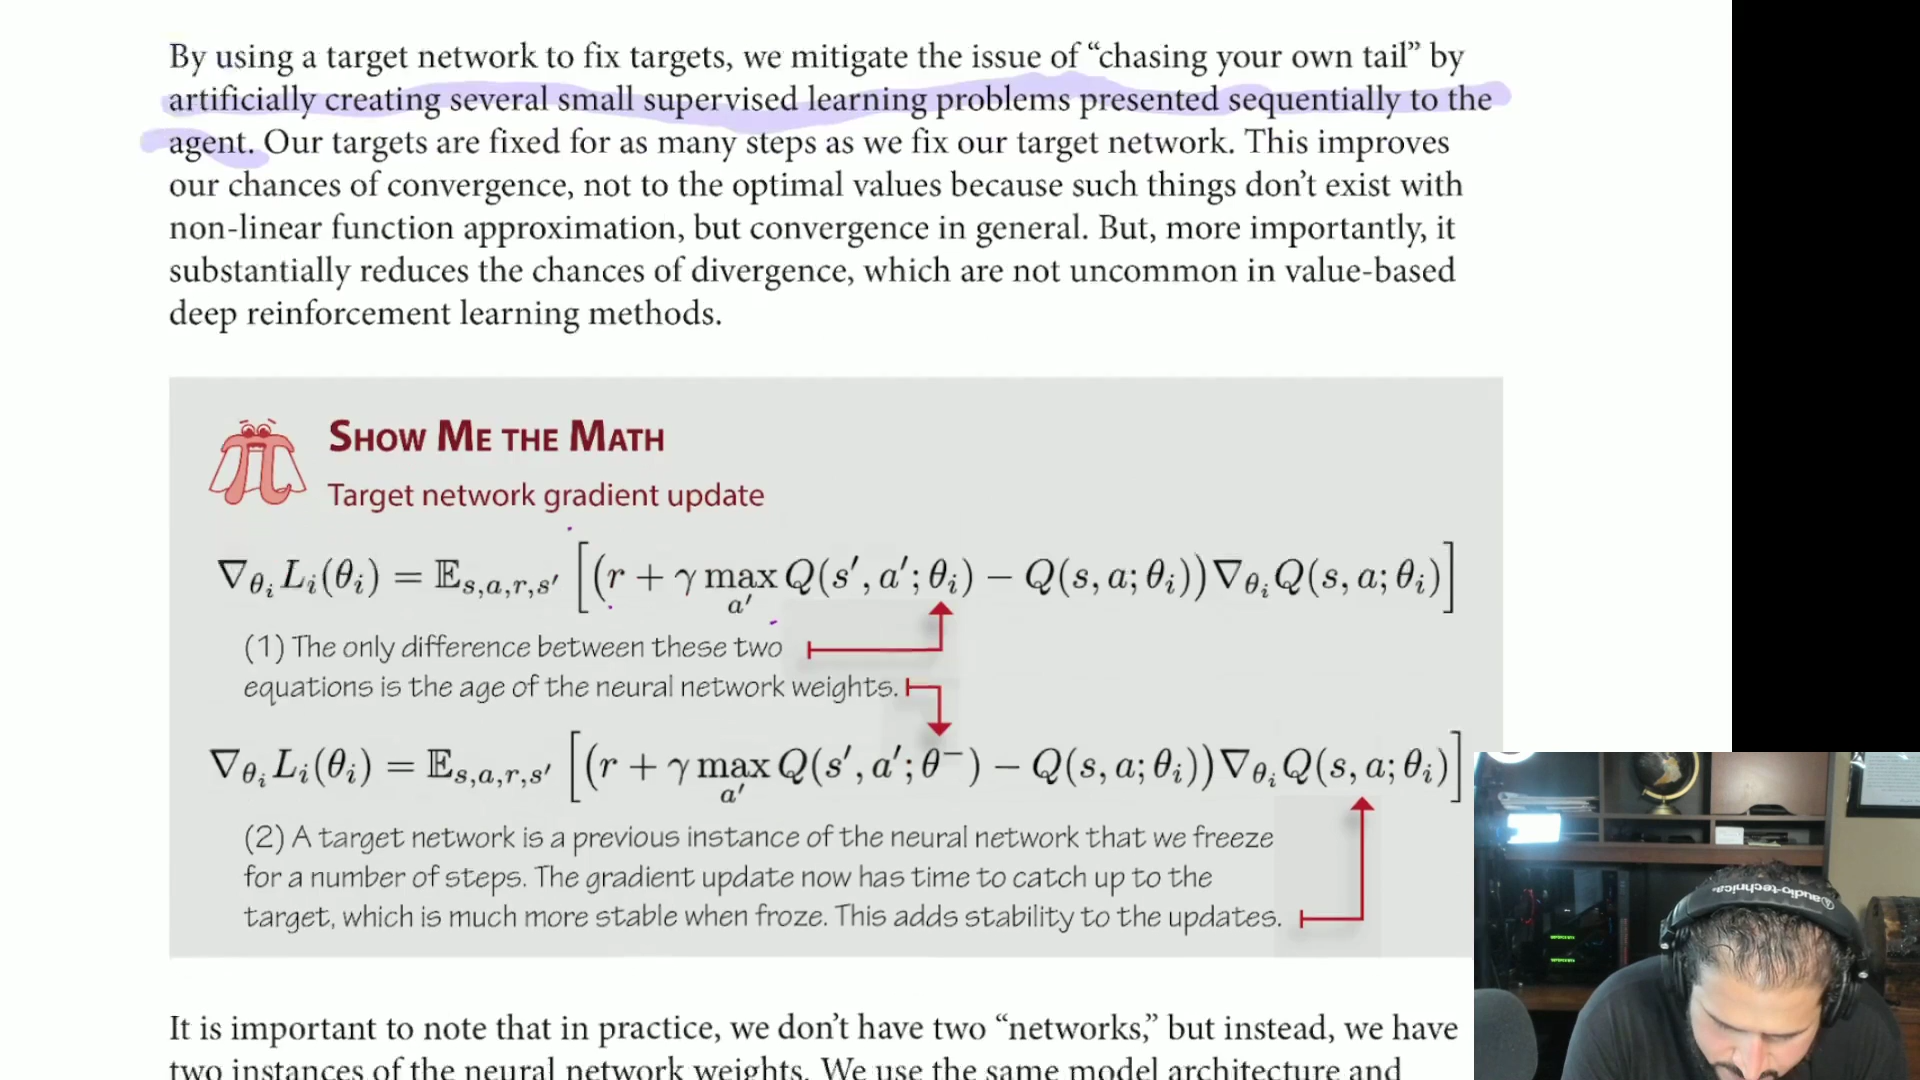 By using a target network to fix targets, we mitigate the issue of “chasing your own tail” by
artificially creating several small supervised learning problems presented sequentially to the
agent. Our targets are fixed for as many steps as we fix our target network. This improves
our chances of convergence, not to the optimal values because such things don’t exist with
non-linear function approximation, but convergence in general. But, more importantly, it
substantially reduces the chances of divergence, which are not uncommon in value-based
deep reinforcement learning methods.
SHOW ME THE MATH
Target network gradient update
∇θᵢ Lᵢ(θᵢ) = 𝔼s,a,r,s′ [(r + γ max a′ Q(s′, a′; θᵢ) − Q(s, a; θᵢ))∇θᵢ Q(s, a; θᵢ)]
(1) The only difference between these two
equations is the age of the neural network weights.
∇θᵢ Lᵢ(θᵢ) = 𝔼s,a,r,s′ [(r + γ max a′ Q(s′, a′; θ⁻) − Q(s, a; θᵢ))∇θᵢ Q(s, a; θᵢ)]
(2) A target network is a previous instance of the neural network that we freeze
for a number of steps. The gradient update now has time to catch up to the
target, which is much more stable when froze. This adds stability to the updates.
It is important to note that in practice, we don’t have two “networks,” but instead, we have
two instances of the neural network weights. We use the same model architecture and
audio-technica